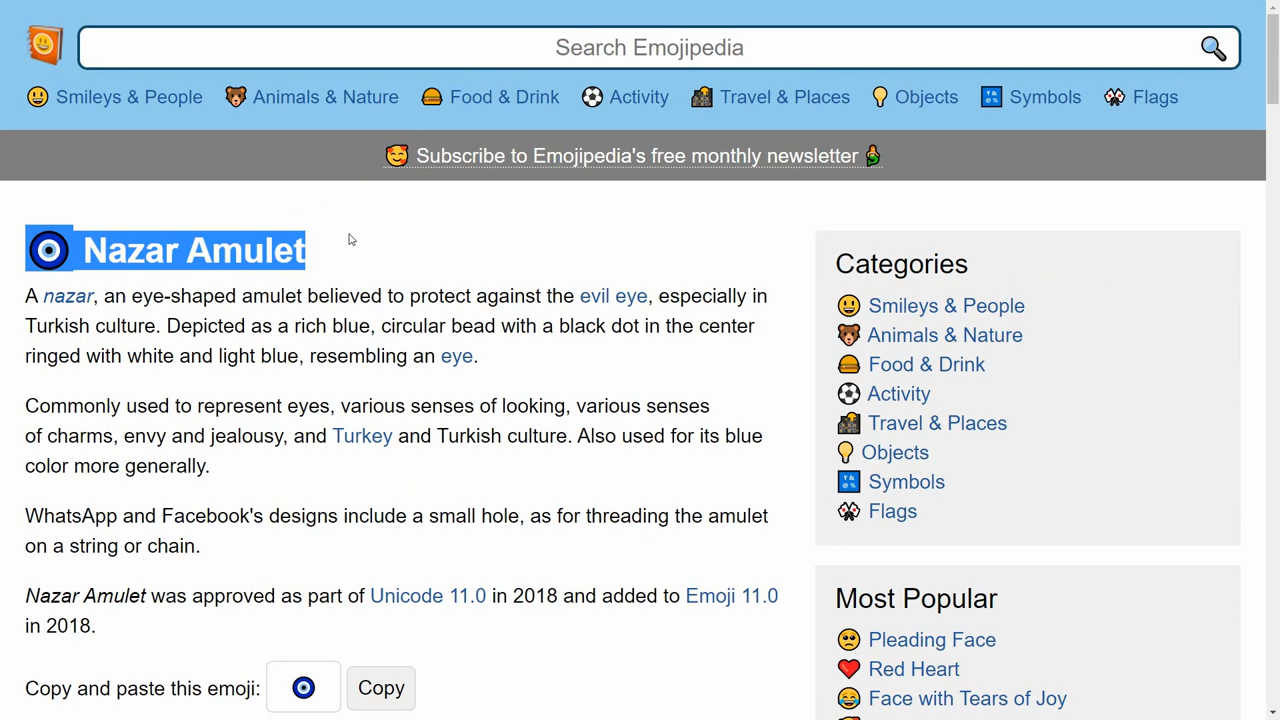 Search Emojipedia
Smileys & People Animals & Nature Food & Drink Activity Travel & Places Objects Symbols Flags
Subscribe to Emojipedia's free monthly newsletter
Nazar Amulet
A nazar, an eye-shaped amulet believed to protect against the evil eye, especially in
Turkish culture. Depicted as a rich blue, circular bead with a black dot in the center
ringed with white and light blue, resembling an eye.
Commonly used to represent eyes, various senses of looking, various senses
of charms, envy and jealousy, and Turkey and Turkish culture. Also used for its blue
color more generally.
WhatsApp and Facebook's designs include a small hole, as for threading the amulet
on a string or chain.
Nazar Amulet was approved as part of Unicode 11.0 in 2018 and added to Emoji 11.0
in 2018.
Copy and paste this emoji: Copy
Categories
Smileys & People
Animals & Nature
Food & Drink
Activity
Travel & Places
Objects
Symbols
Flags
Most Popular
Pleading Face
Red Heart
Face with Tears of Joy